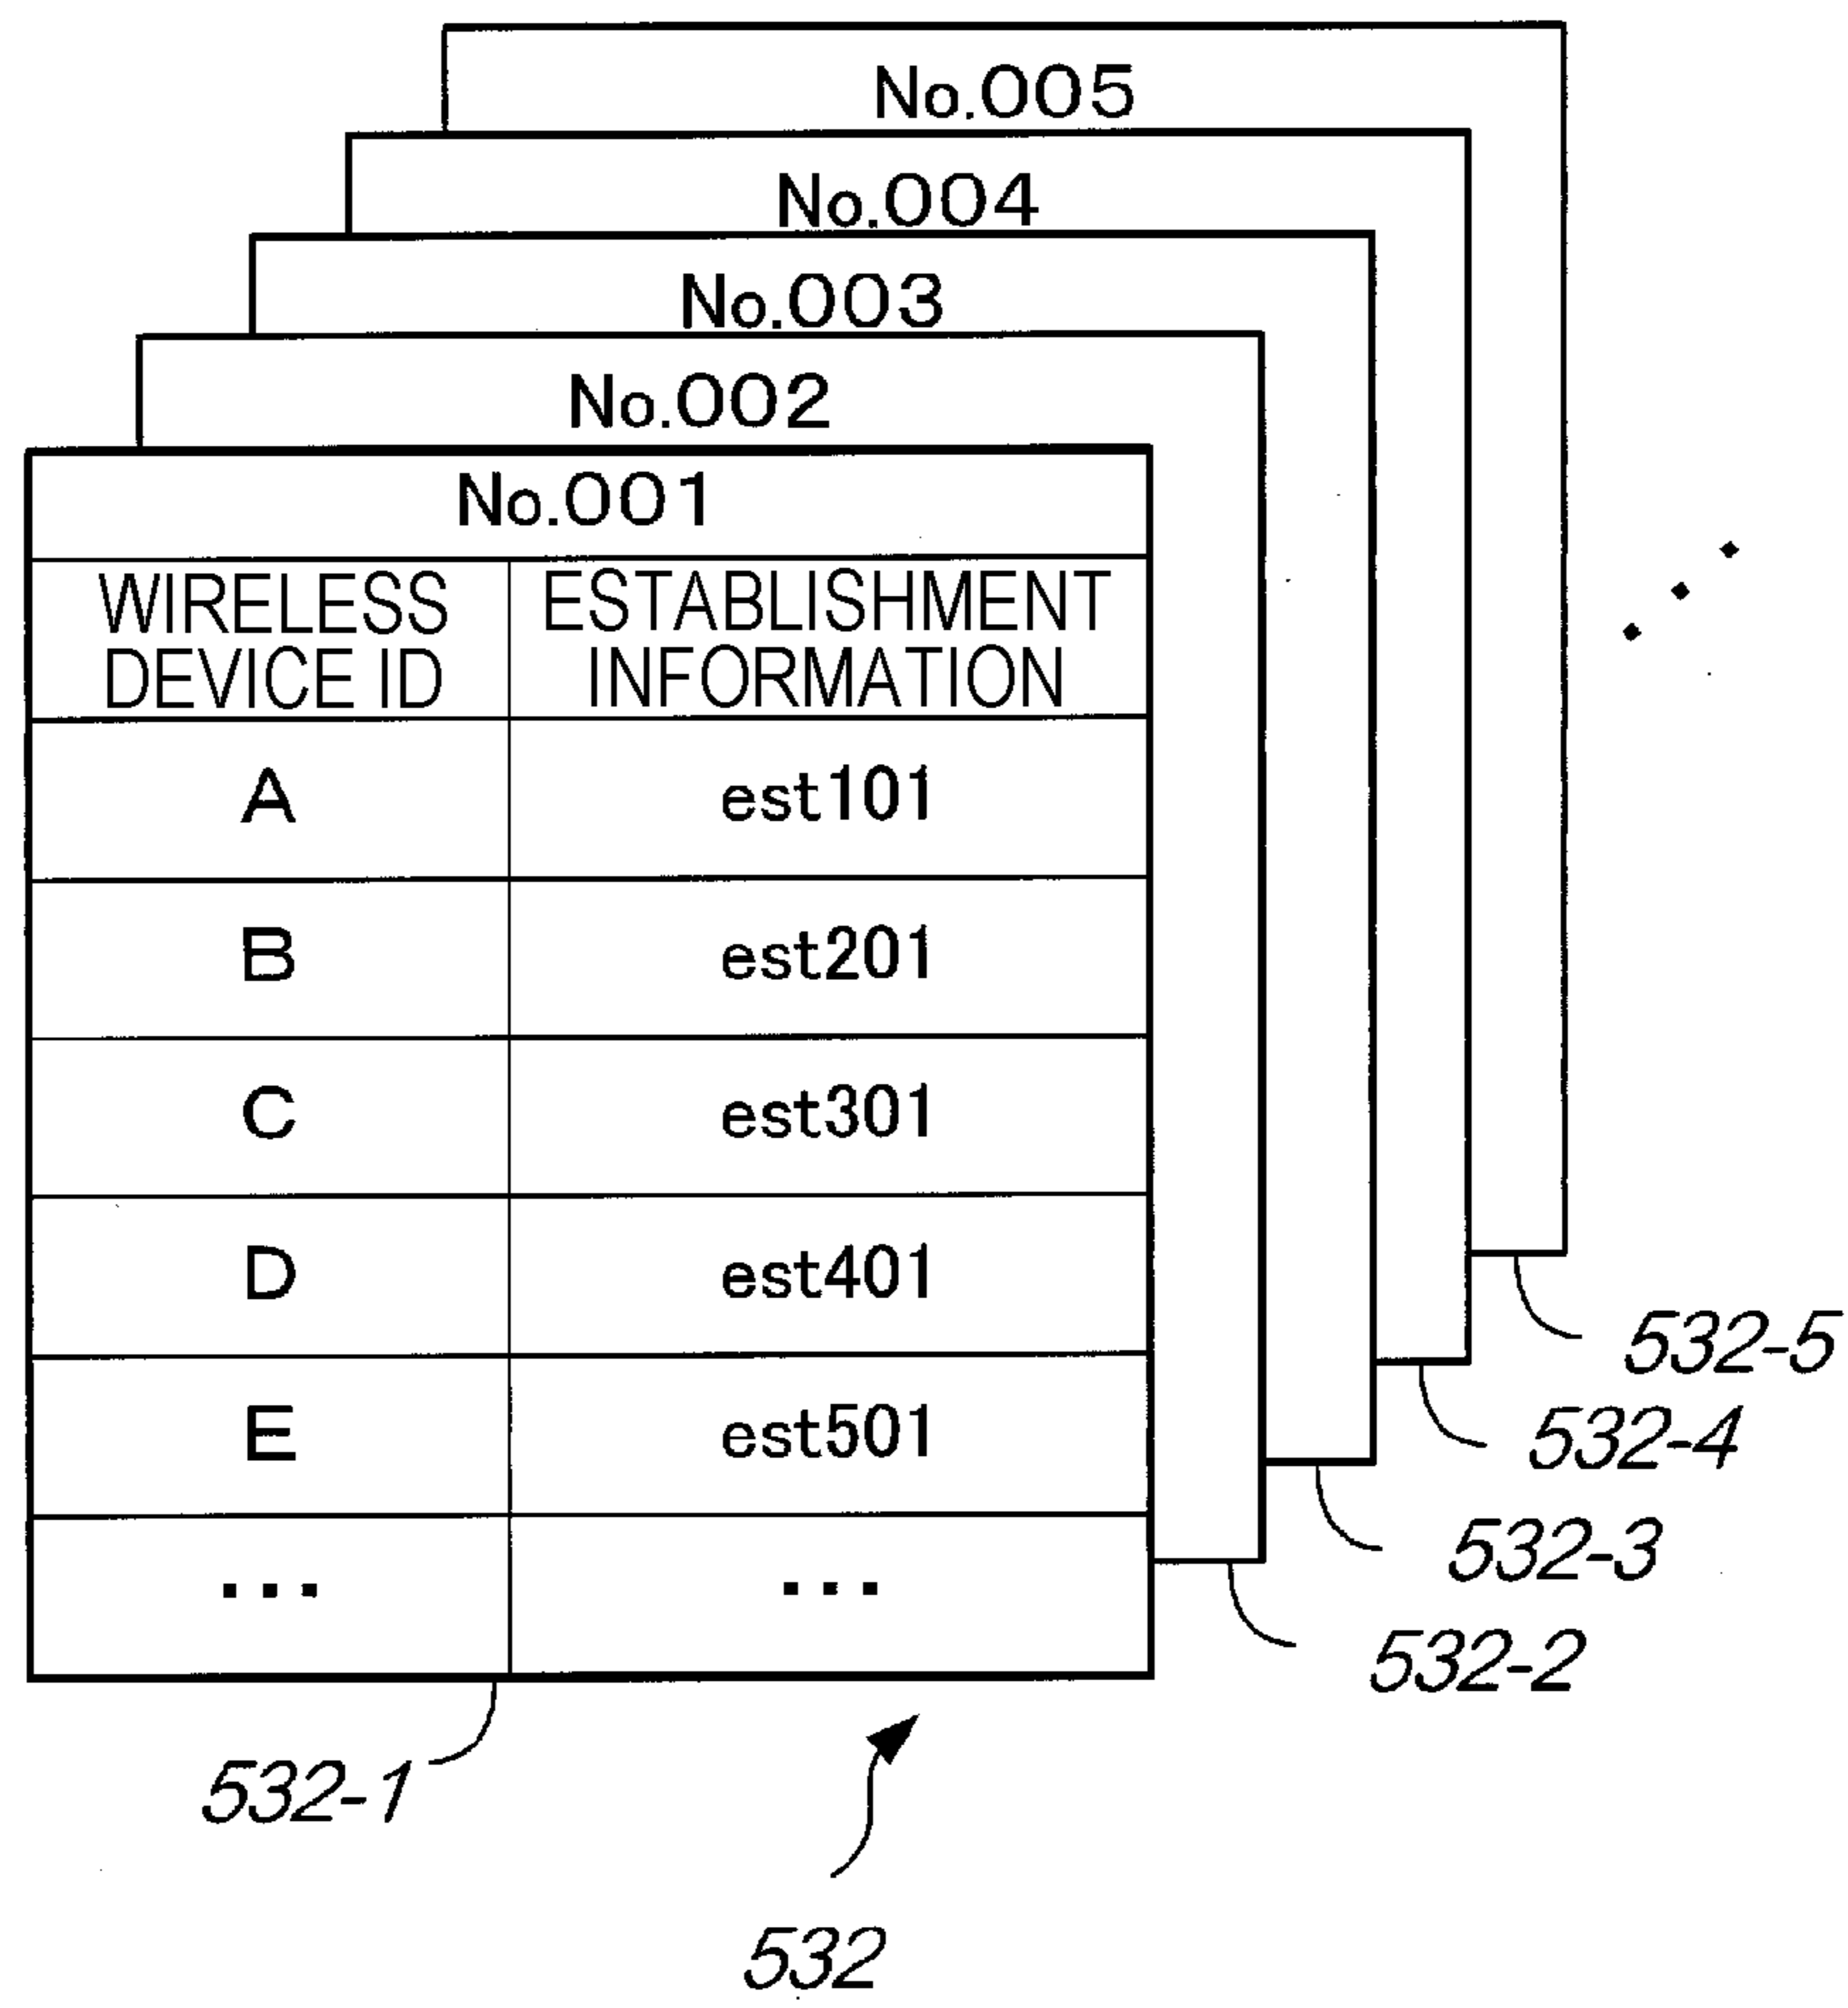 No.005
No.004
No.003
No.002
No.001
WIRELESS DEVICE ID
ESTABLISHMENT INFORMATION
A est101
B est201
C est301
D est401
E est501
... ...
532-5
532-4
532-3
532-2
532-1
532